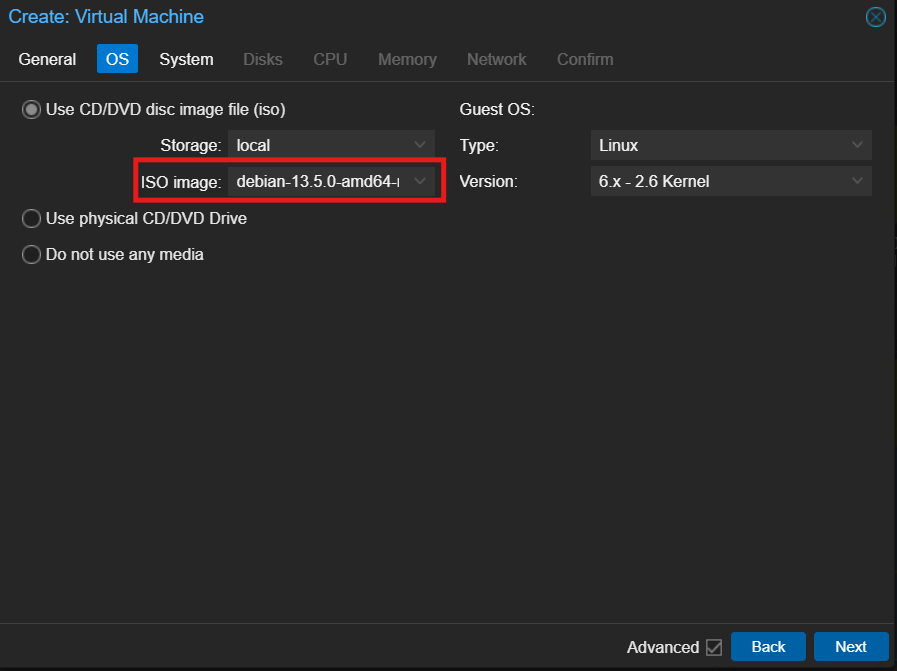 Create: Virtual Machine
General OS System Disks CPU Memory Network Confirm
Use CD/DVD disc image file (iso) Guest OS:
Storage: local Type: Linux
ISO image: debian-13.5.0-amd64- Version: 6.x - 2.6 Kernel
Use physical CD/DVD Drive
Do not use any media
Advanced Back Next